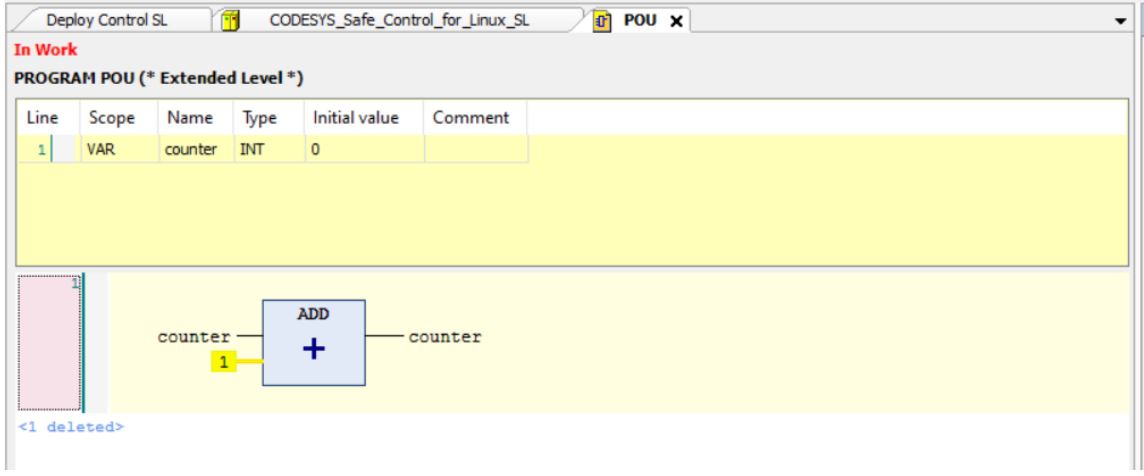 Deploy Control SL CODESYS_Safe_Control_for_Linux_SL POU
In Work
PROGRAM POU (* Extended Level *)
Line Scope Name Type Initial value Comment
1 VAR counter INT 0
1
ADD
counter + counter
1
<1 deleted>